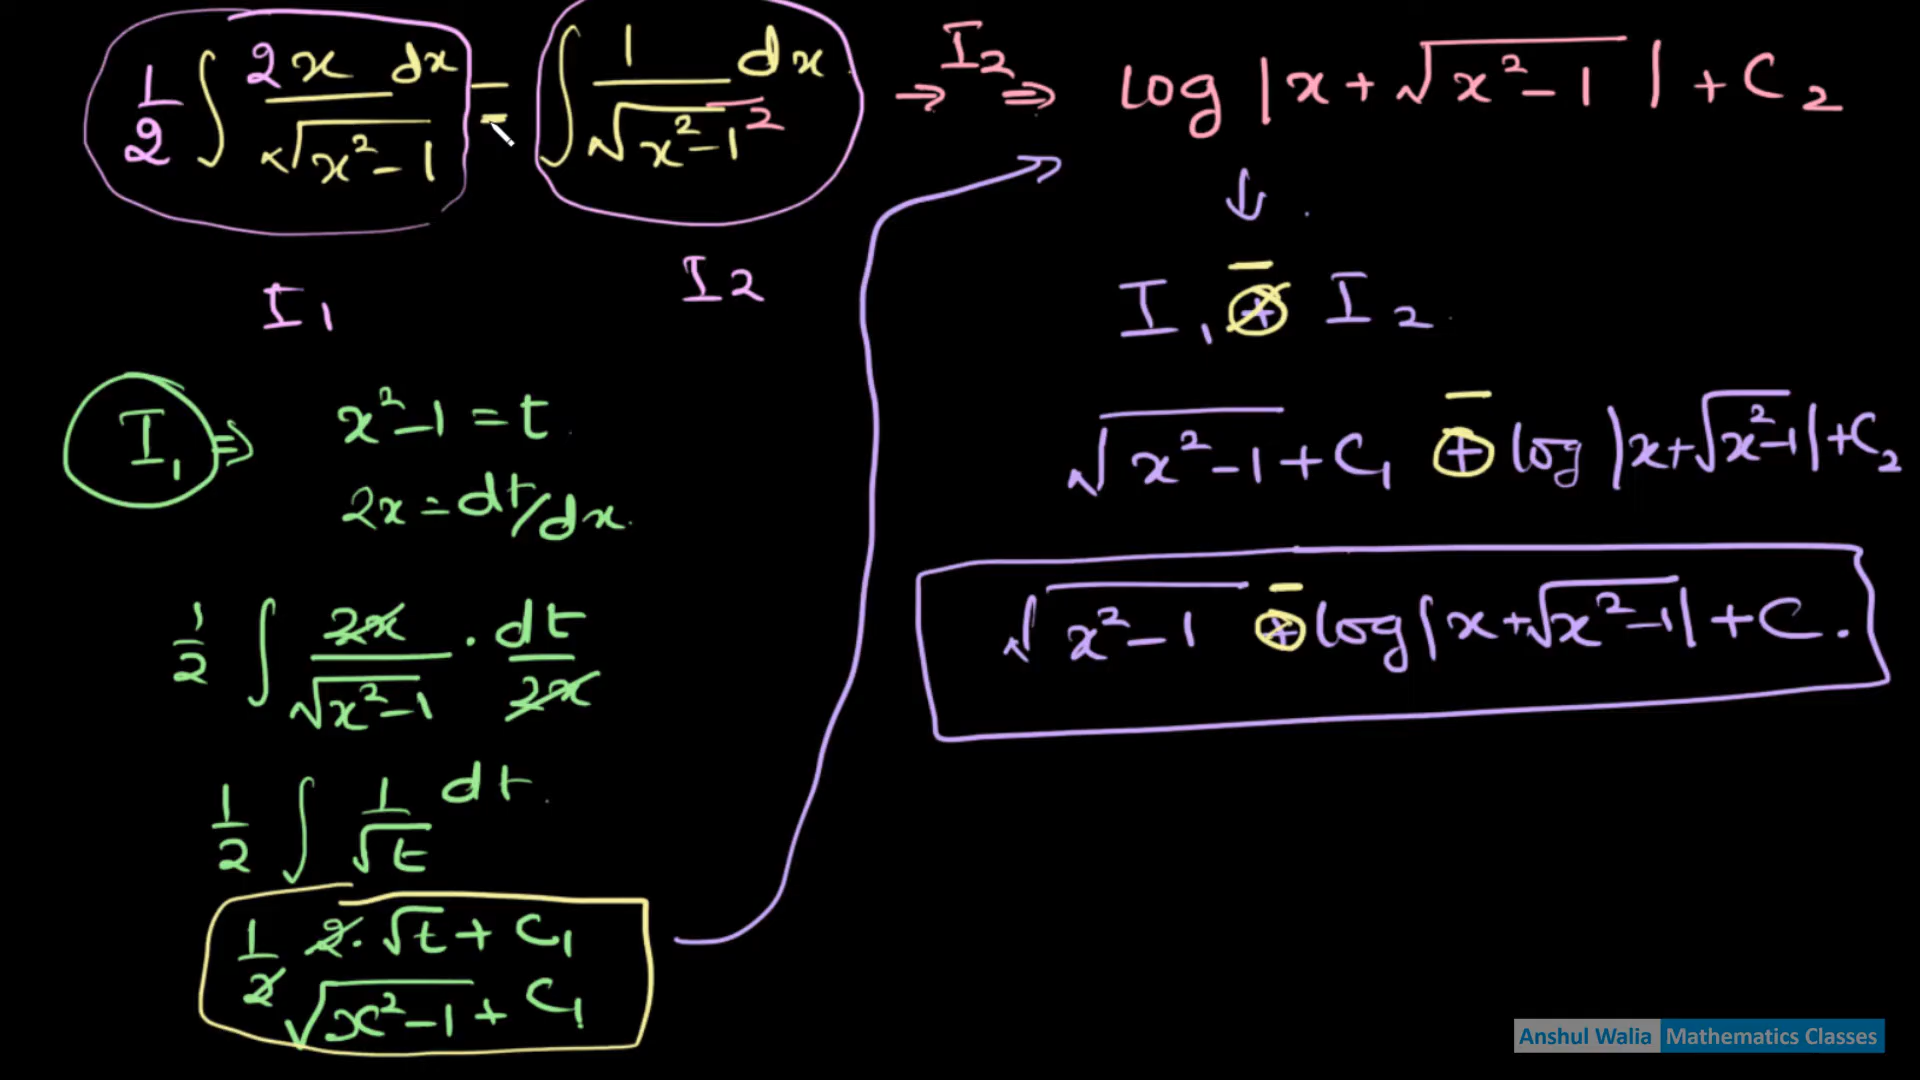 1/2 ∫ 2x dx / √(x²-1) - ∫ 1 dx / √(x²-1²) → I2 ⇒ log |x + √(x²-1)| + C2
↓
I1 I2
I1 - ⊕ I2
I1 ⇒ x²-1 = t
2x = dt/dx
√(x²-1) + C1 - ⊕ log |x+√(x²-1)| + C2
1/2 ∫ 2x / √(x²-1) · dt / 2x
√(x²-1) - ⊕ log |x + √(x²-1)| + C.
1/2 ∫ 1/√t dt
1/2 2·√t + C1
√(x²-1) + C1
Anshul Walia Mathematics Classes